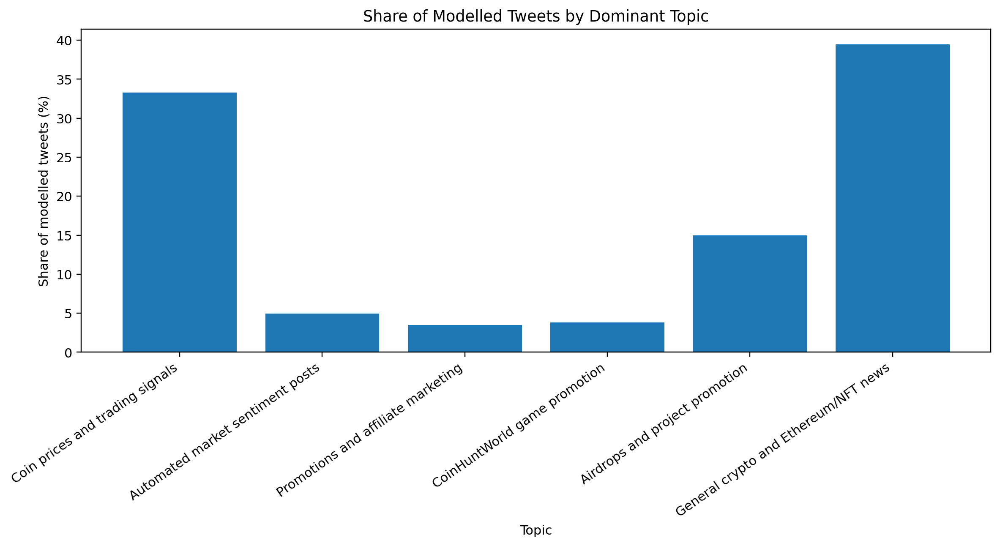 Share of Modelled Tweets by Dominant Topic
Share of modelled tweets (%)
40
35
30
25
20
15
10
5
0
Coin prices and trading signals
Automated market sentiment posts
Promotions and affiliate marketing
CoinHuntWorld game promotion
Airdrops and project promotion
General crypto and Ethereum/NFT news
Topic